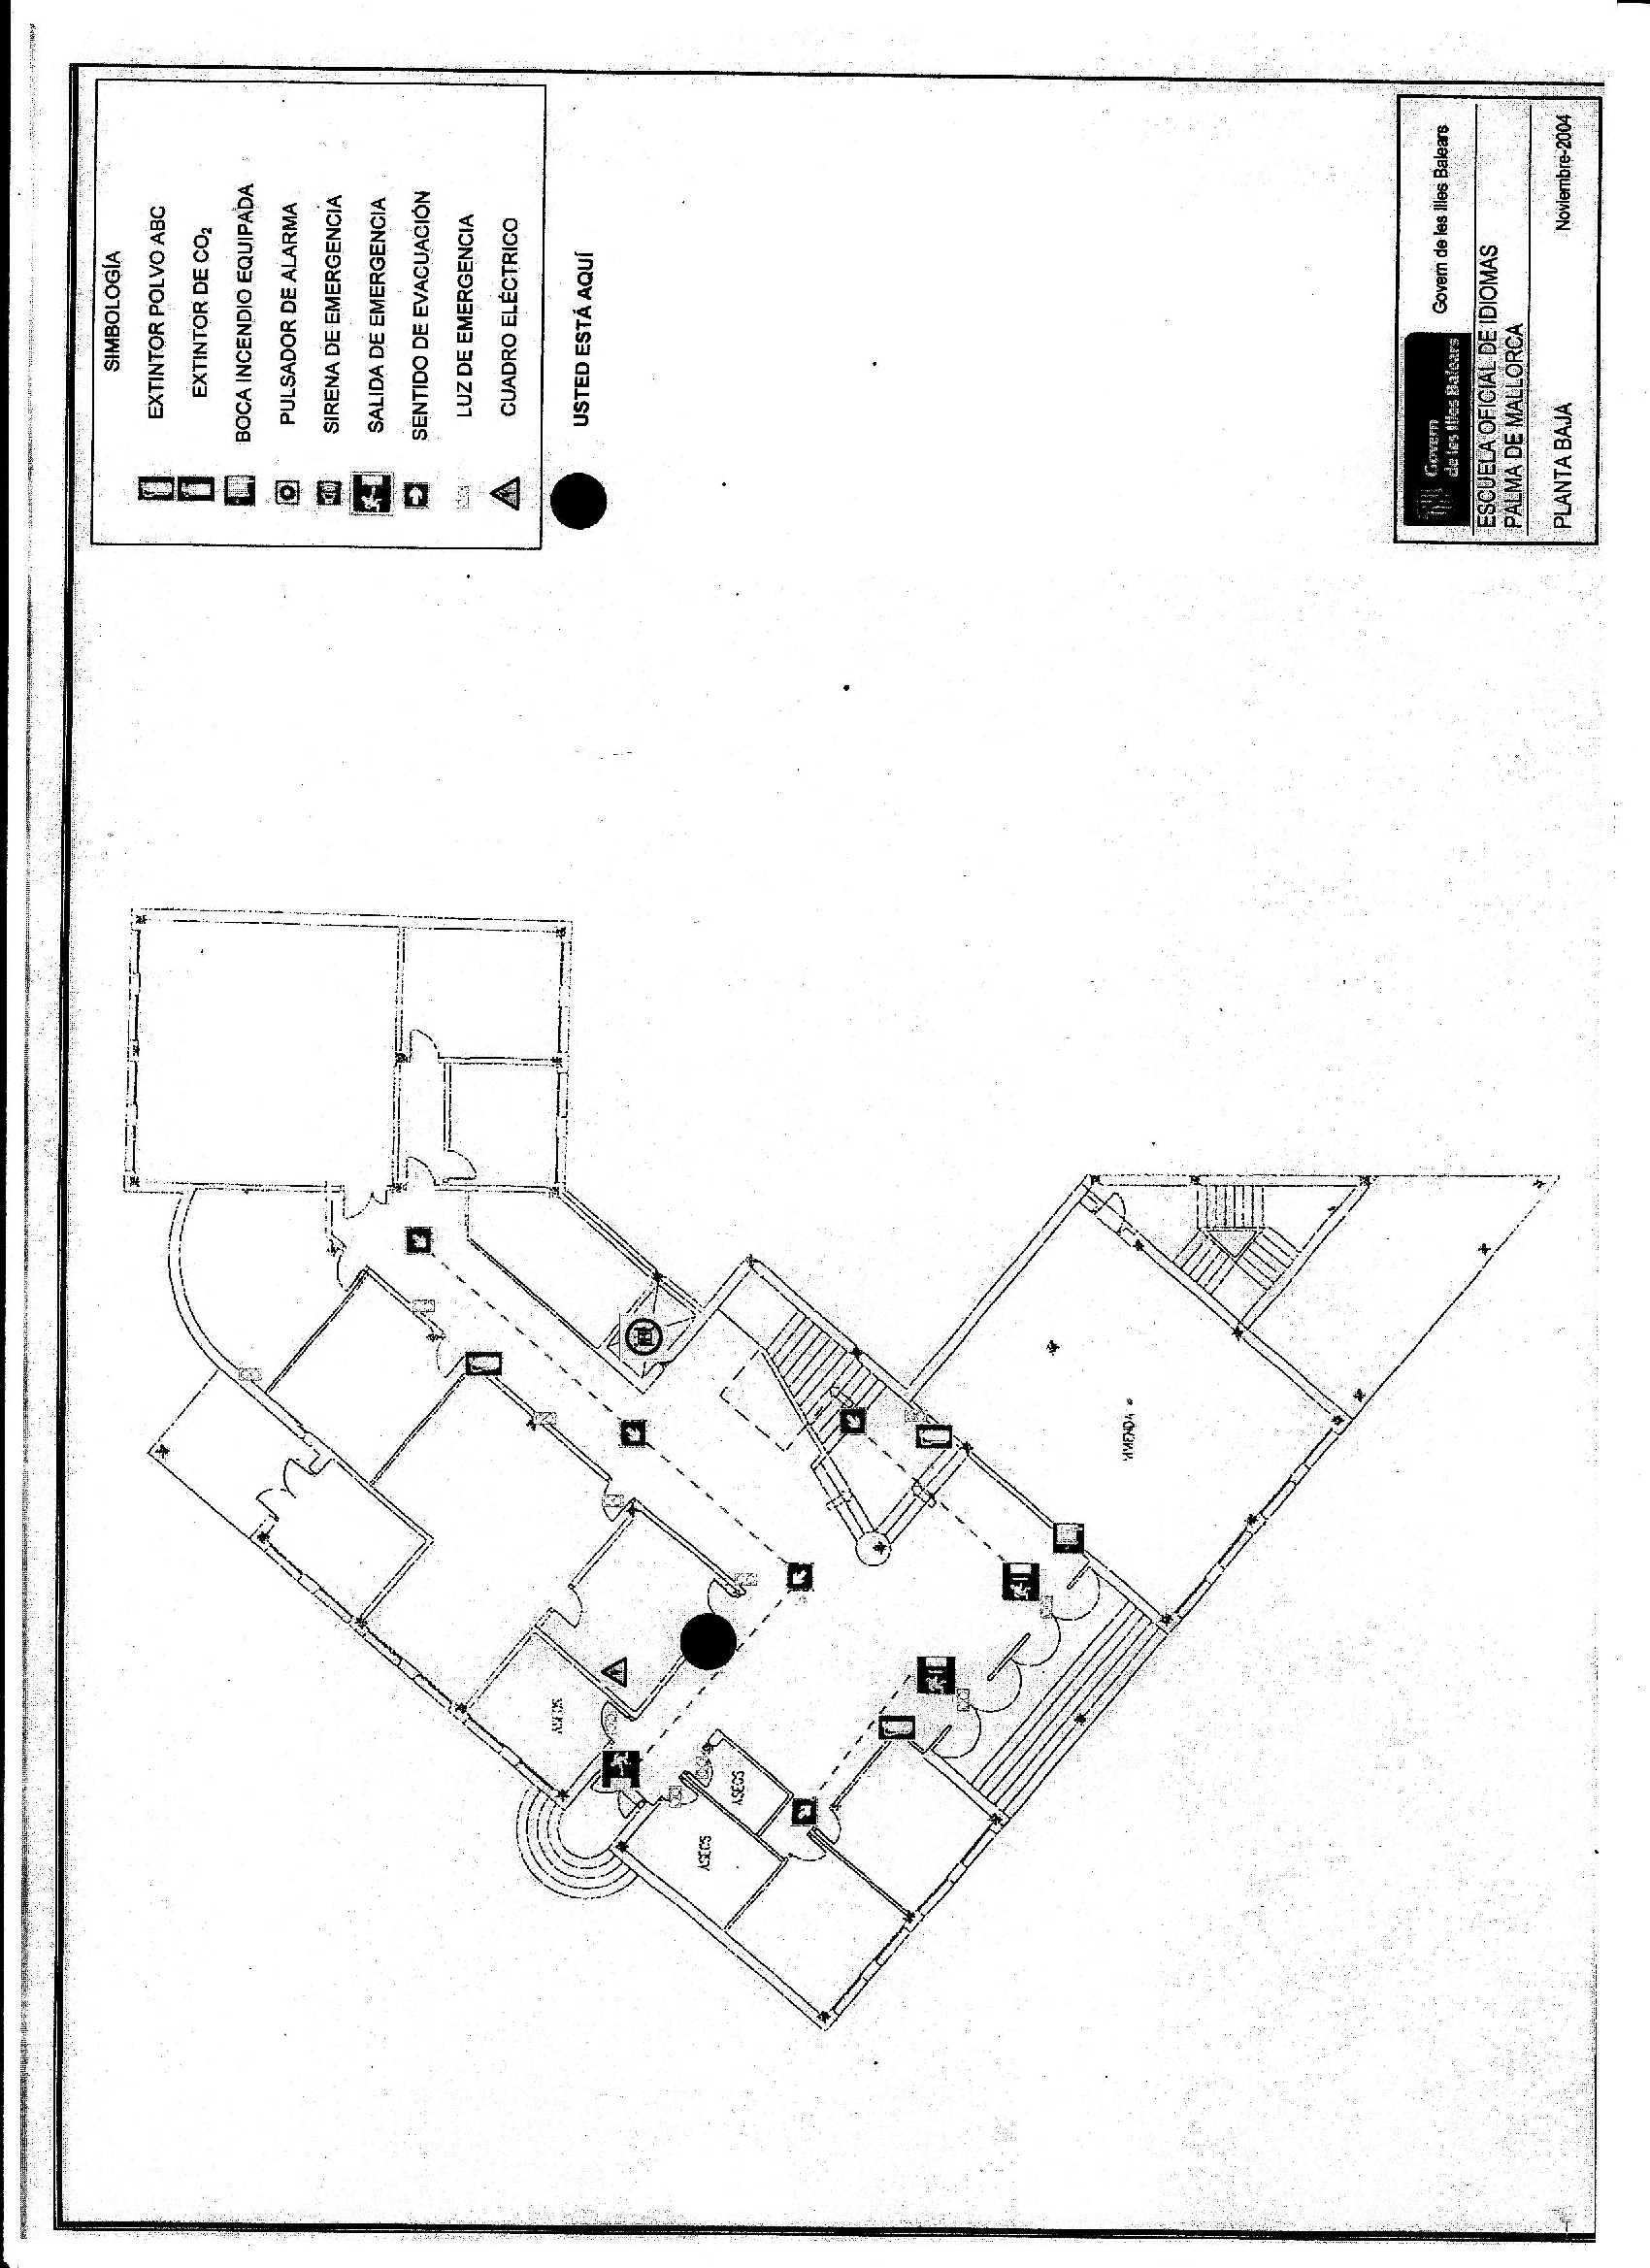 SIMBOLOGÍA
EXTINTOR POLVO ABC
EXTINTOR DE CO₂
BOCA INCENDIO EQUIPADA
PULSADOR DE ALARMA
SIRENA DE EMERGENCIA
SALIDA DE EMERGENCIA
SENTIDO DE EVACUACIÓN
LUZ DE EMERGENCIA
CUADRO ELÉCTRICO
USTED ESTÁ AQUÍ
Govern
de les Illes Balears
Govern de les Illes Balears
ESCUELA OFICIAL DE IDIOMAS
PALMA DE MALLORCA
PLANTA BAJA
Noviembre-2004
ASEOS
ASEOS
ASEOS
VIVIENDA